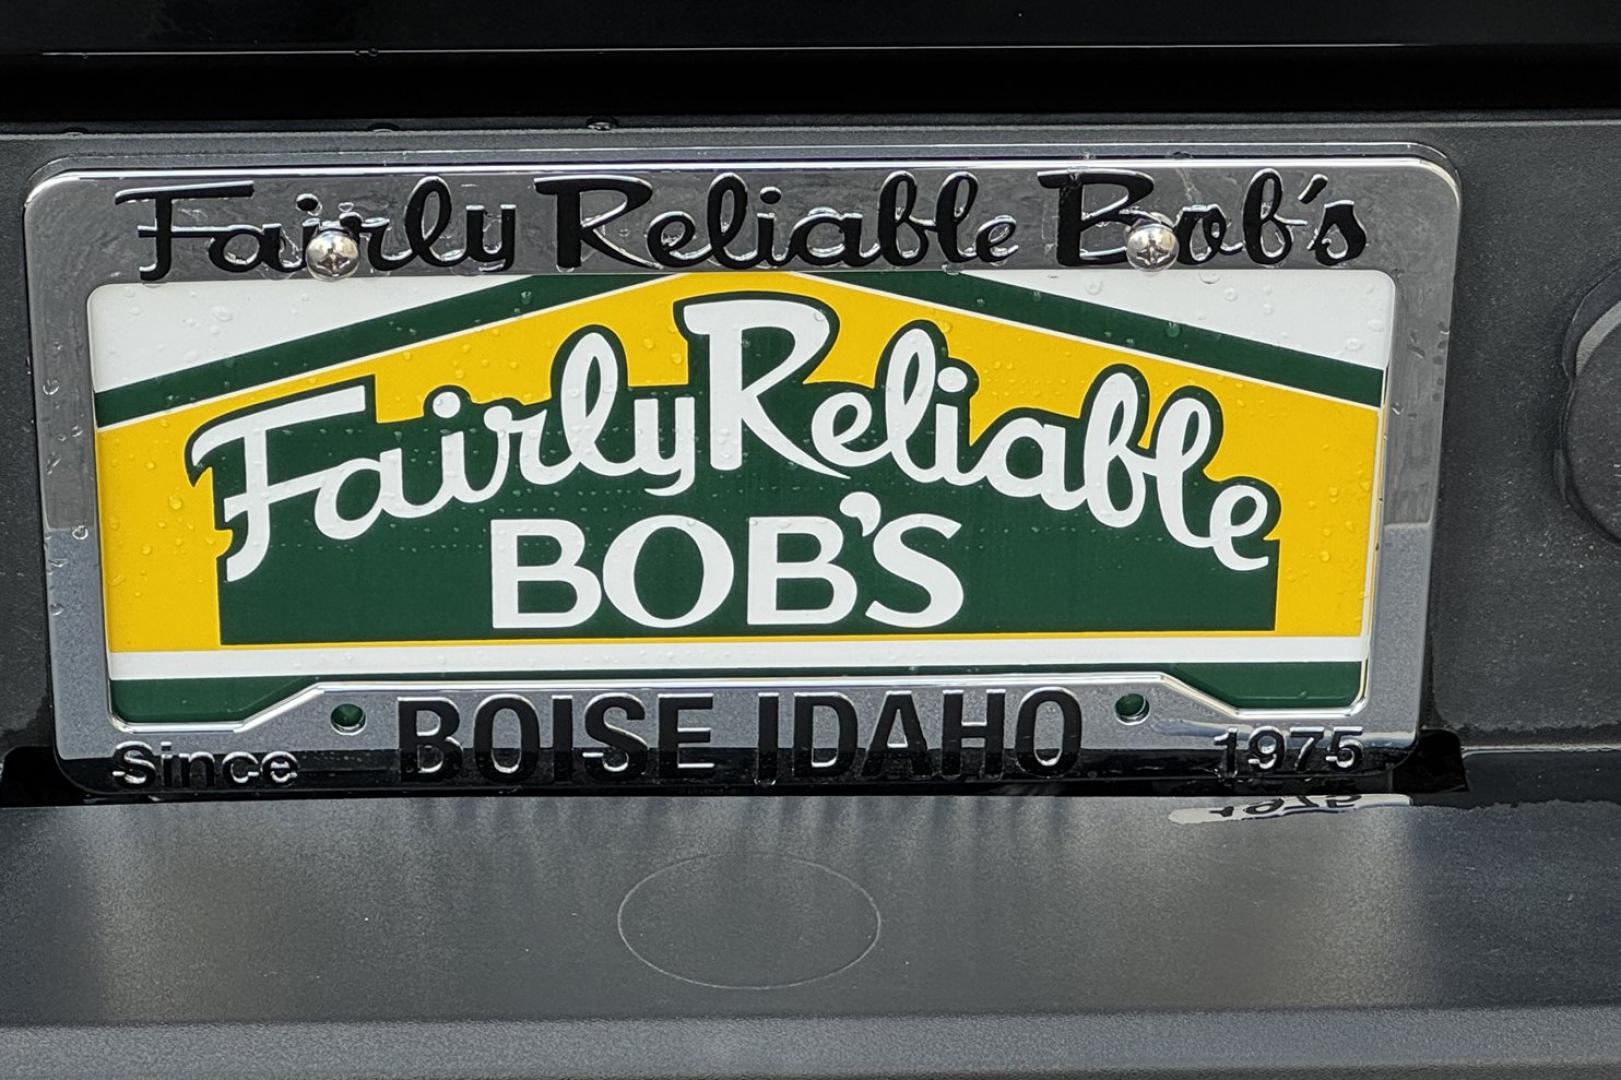 Fairly Reliable Bob's
Fairly Reliable
BOB'S
BOISE IDAHO
Since 1975